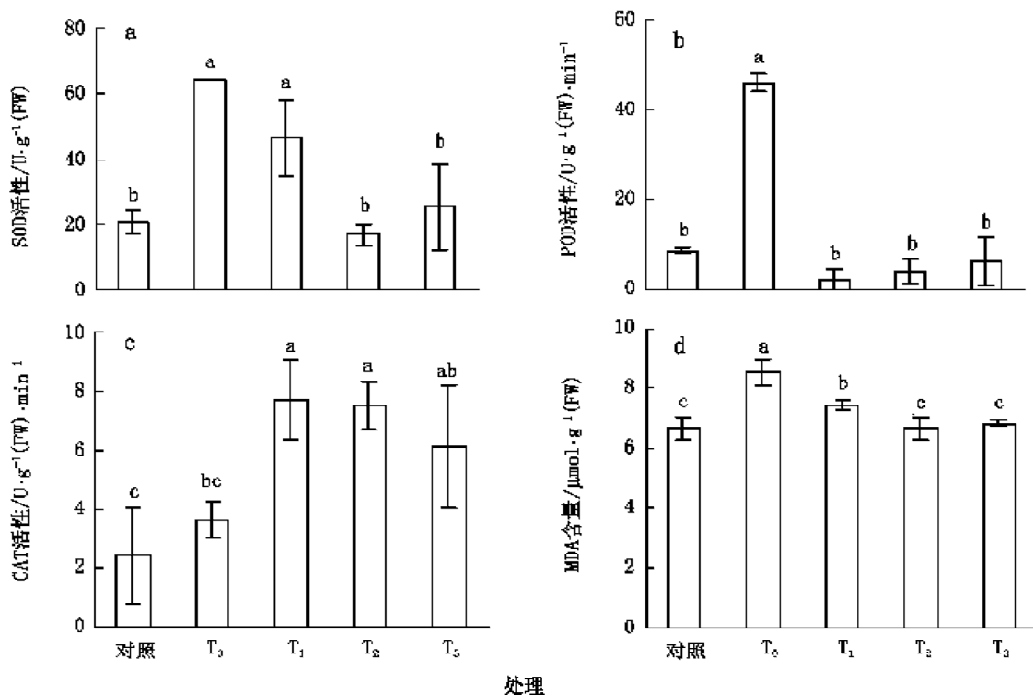 80
60
40
20
0
SOD活性/U·g⁻¹(FW)
a
b
a
a
b
b
60
40
20
0
POD活性/U·g⁻¹(FW)·min⁻¹
b
b
a
b
b
b
10
8
6
4
2
0
CAT活性/U·g⁻¹(FW)·min⁻¹
c
c
bc
a
a
ab
对照 T₀ T₁ T₂ T₃
10
8
6
4
2
0
MDA含量/μmol·g⁻¹(FW)
d
c
a
b
c
c
对照 T₀ T₁ T₂ T₃
处理